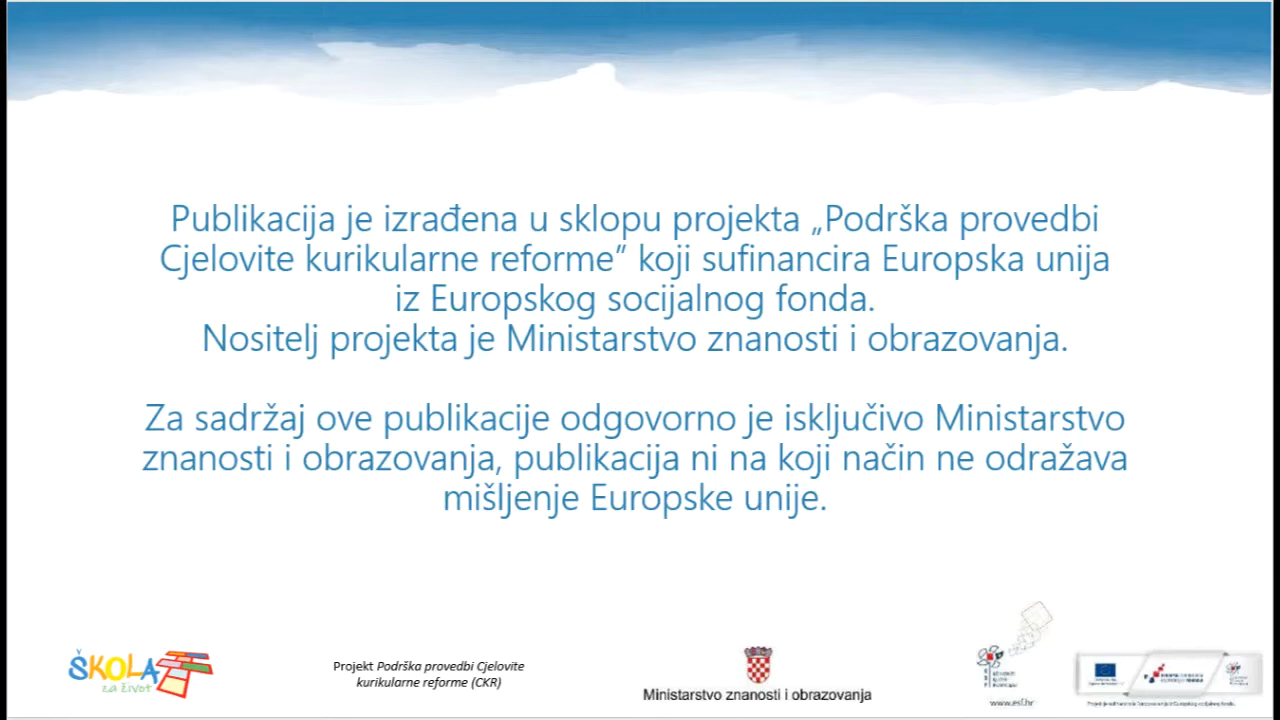 Publikacija je izrađena u sklopu projekta „Podrška provedbi
Cjelovite kurikularne reforme” koji sufinancira Europska unija
iz Europskog socijalnog fonda.
Nositelj projekta je Ministarstvo znanosti i obrazovanja.
Za sadržaj ove publikacije odgovorno je isključivo Ministarstvo
znanosti i obrazovanja, publikacija ni na koji način ne odražava
mišljenje Europske unije.
ŠKOLA
za život
Projekt Podrška provedbi Cjelovite
kurikularne reforme (CKR)
Ministarstvo znanosti i obrazovanja
www.esf.hr